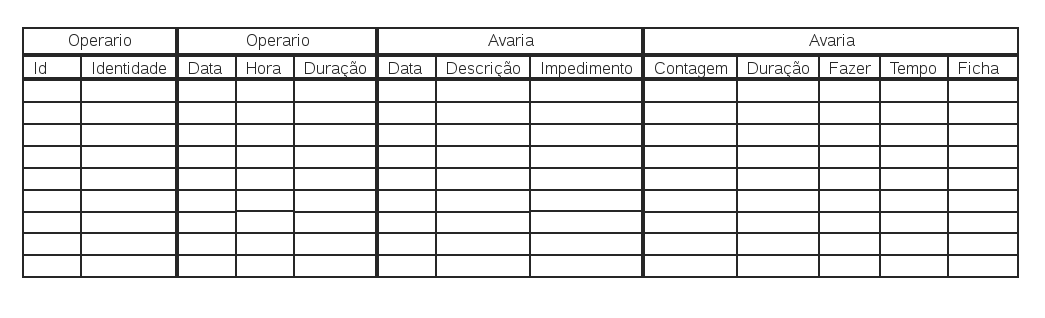 Operario Operario Avaria Avaria
Id Identidade Data Hora Duração Data Descrição Impedimento Contagem Duração Fazer Tempo Ficha